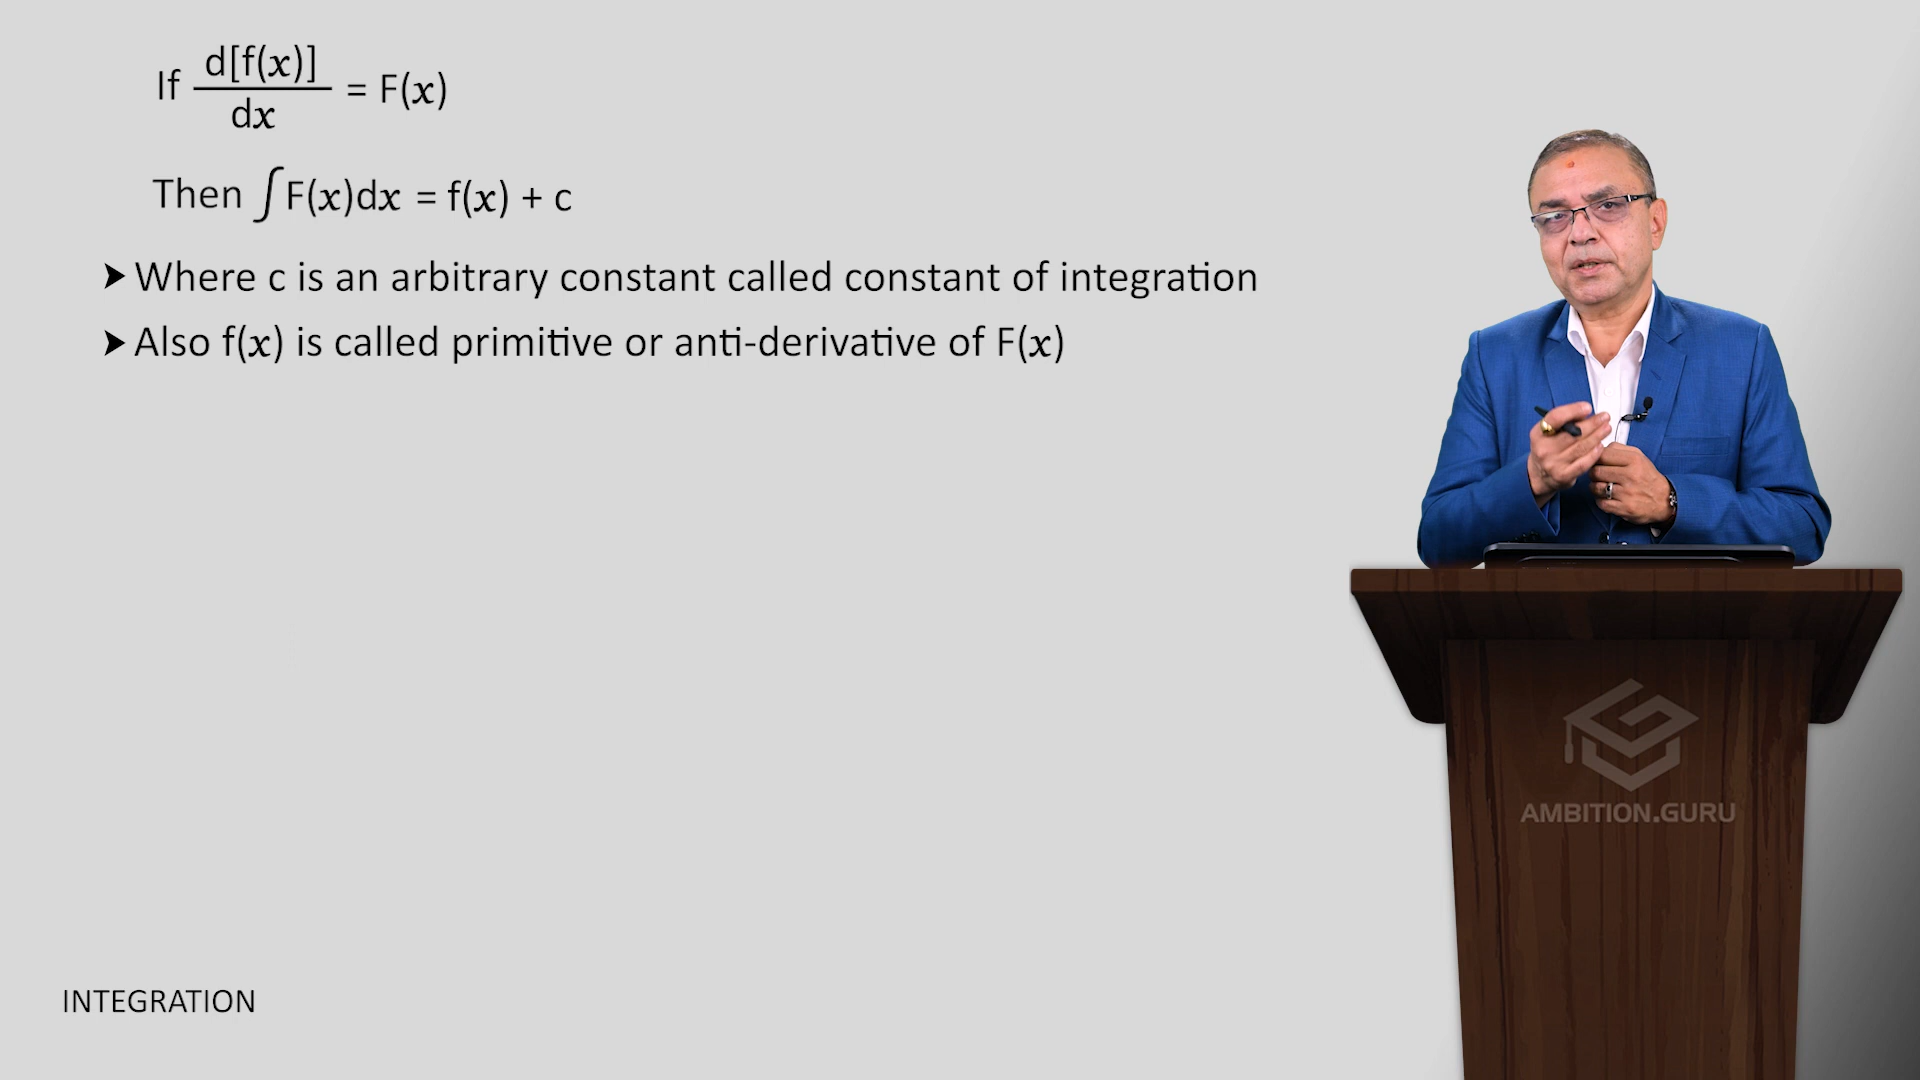 If d[f(x)]/dx = F(x)
Then ∫F(x)dx = f(x) + c
➤ Where c is an arbitrary constant called constant of integration
➤ Also f(x) is called primitive or anti-derivative of F(x)
AMBITION.GURU
INTEGRATION